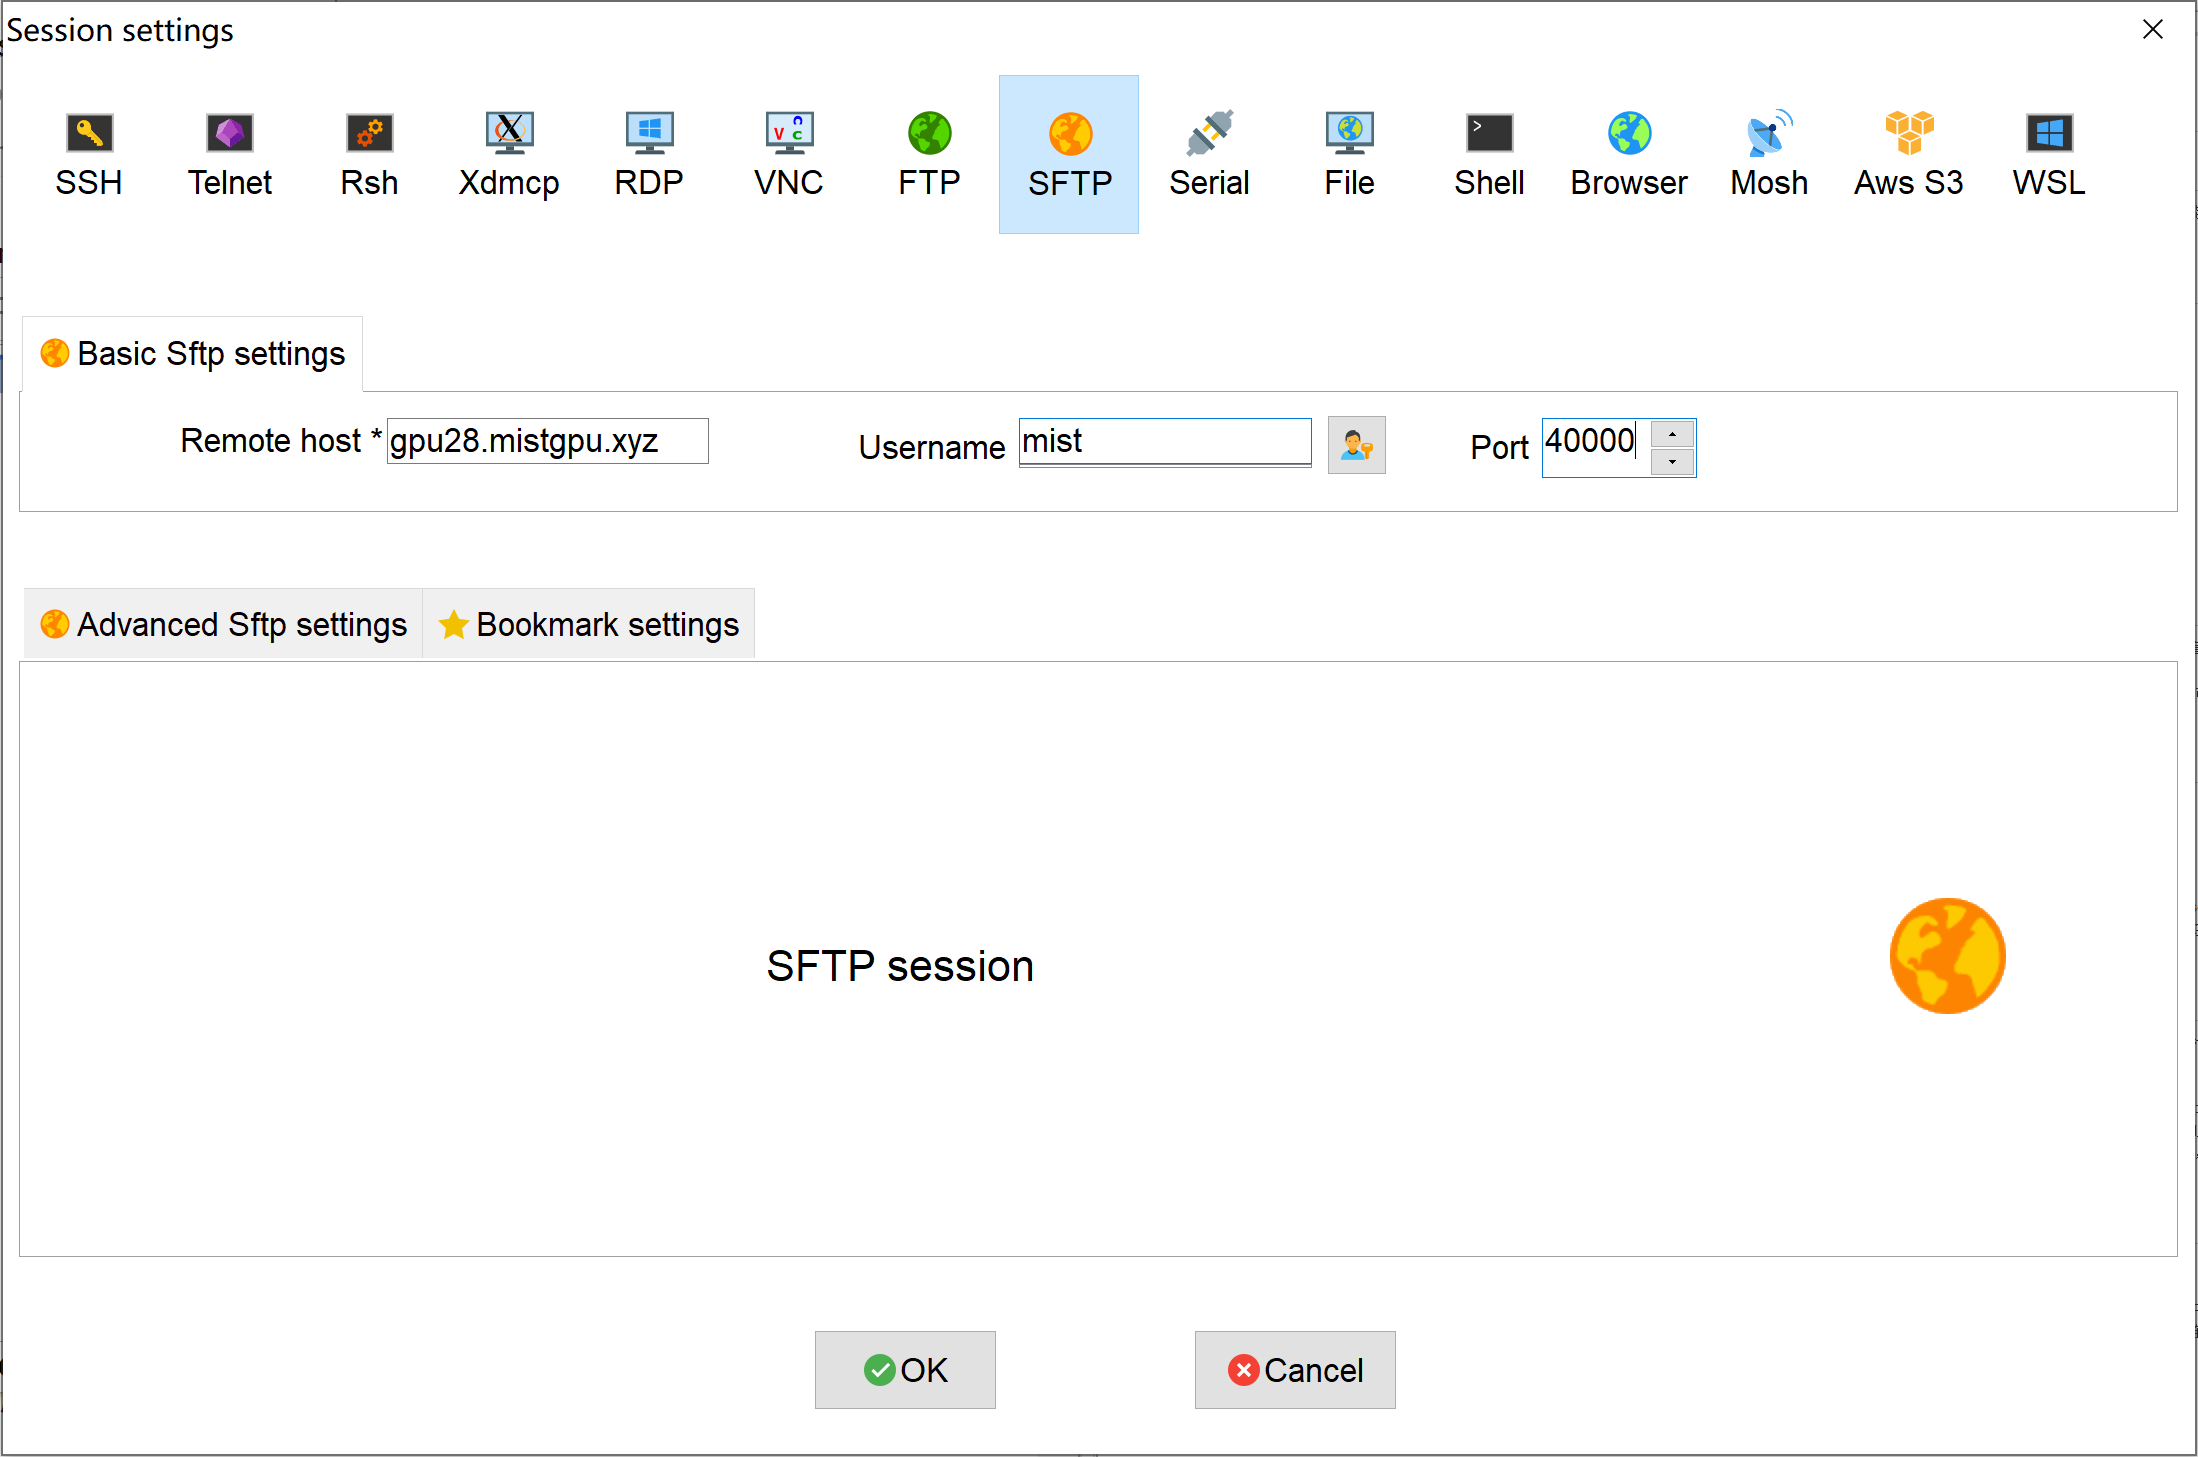 Session settings
SSH Telnet Rsh Xdmcp RDP VNC FTP SFTP Serial File Shell Browser Mosh Aws S3 WSL
Basic Sftp settings
Remote host * gpu28.mistgpu.xyz Username mist Port 40000
Advanced Sftp settings Bookmark settings
SFTP session
OK Cancel